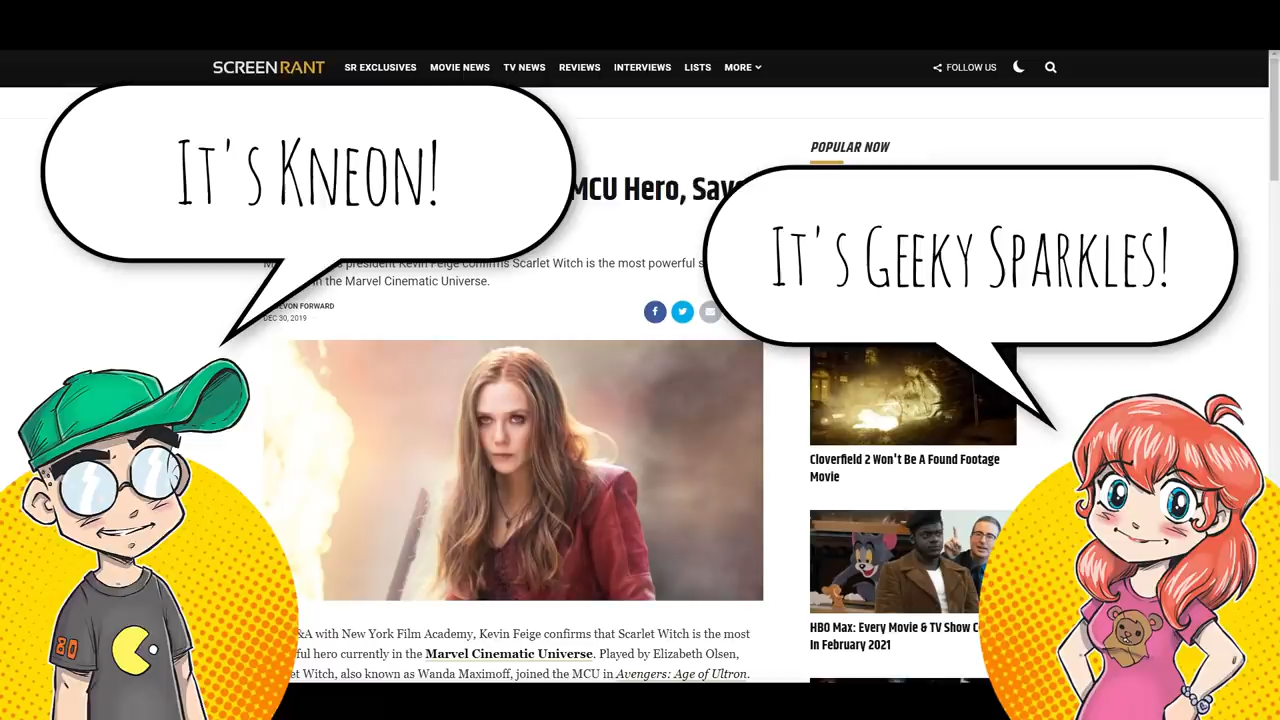 SCREENRANT
SR EXCLUSIVES MOVIE NEWS TV NEWS REVIEWS INTERVIEWS LISTS MORE
FOLLOW US
It's Kneon!
It's Geeky Sparkles!
POPULAR NOW
MCU Hero,
president Kevin Feige confirms Scarlet Witch is the most powerful
in the Marvel Cinematic Universe.
FORWARD
DEC 30, 2019
&A with New York Film Academy, Kevin Feige confirms that Scarlet Witch is the most
hero currently in the Marvel Cinematic Universe. Played by Elizabeth Olsen,
Witch, also known as Wanda Maximoff, joined the MCU in Avengers: Age of Ultron.
Cloverfield 2 Won't Be A Found Footage
Movie
HBO Max: Every Movie & TV Show
In February 2021
80